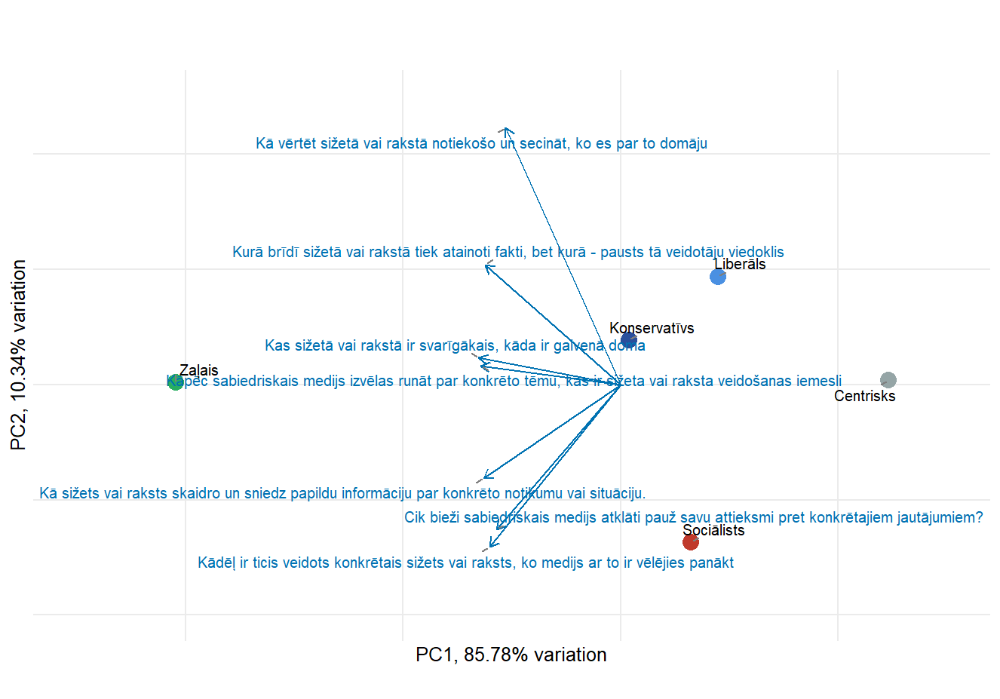 Kā vērtēt sižetā vai rakstā notiekošo un secināt, ko es par to domāju
Kurā brīdī sižetā vai rakstā tiek atainoti fakti, bet kurā - pausts tā veidotāju viedoklis
Liberāls
Konservatīvs
Kas sižetā vai rakstā ir svarīgākais, kāda ir galvenā doma
Zaļais
Kāpēc sabiedriskais medijs izvēlas runāt par konkrēto tēmu, kas ir sižeta vai raksta veidošanas iemesli
Centrisks
Kā sižets vai raksts skaidro un sniedz papildu informāciju par konkrēto notikumu vai situāciju.
Cik bieži sabiedriskais medijs atklāti pauž savu attieksmi pret konkrētajiem jautājumiem?
Sociālists
Kādēļ ir ticis veidots konkrētais sižets vai raksts, ko medijs ar to ir vēlējies panākt
PC2, 10.34% variation
PC1, 85.78% variation